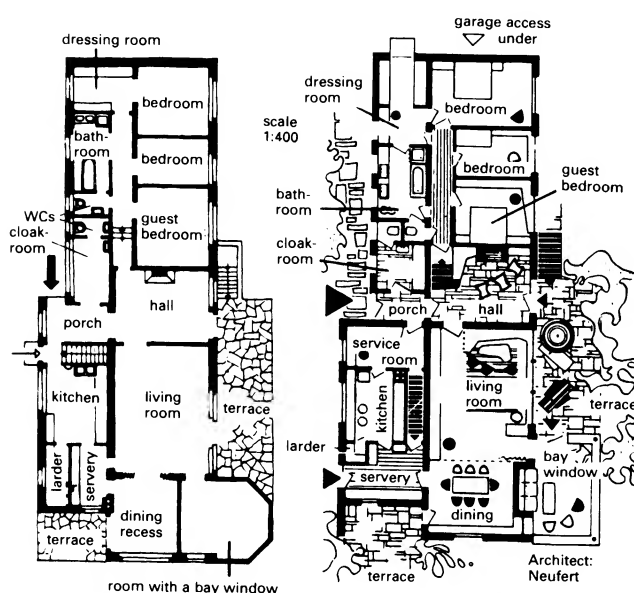 dressing room
bedroom
bath-
room
bedroom
WCs
cloak-
room
guest
bedroom
hall
porch
kitchen
living
room
terrace
larder
servery
dining
recess
terrace
room with a bay window
garage access
under
dressing
room
scale
1:400
bedroom
bedroom
guest
bedroom
bath-
room
cloak-
room
porch
hall
service
room
kitchen
living
room
terrace
larder
bay
window
servery
dining
terrace
Architect:
Neufert